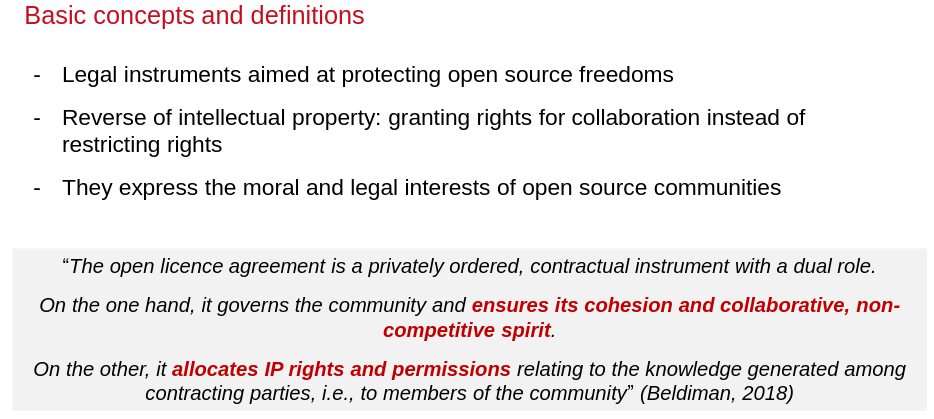 Basic concepts and definitions
- Legal instruments aimed at protecting open source freedoms
- Reverse of intellectual property: granting rights for collaboration instead of
restricting rights
- They express the moral and legal interests of open source communities
“The open licence agreement is a privately ordered, contractual instrument with a dual role.
On the one hand, it governs the community and ensures its cohesion and collaborative, non-
competitive spirit.
On the other, it allocates IP rights and permissions relating to the knowledge generated among
contracting parties, i.e., to members of the community” (Beldiman, 2018)